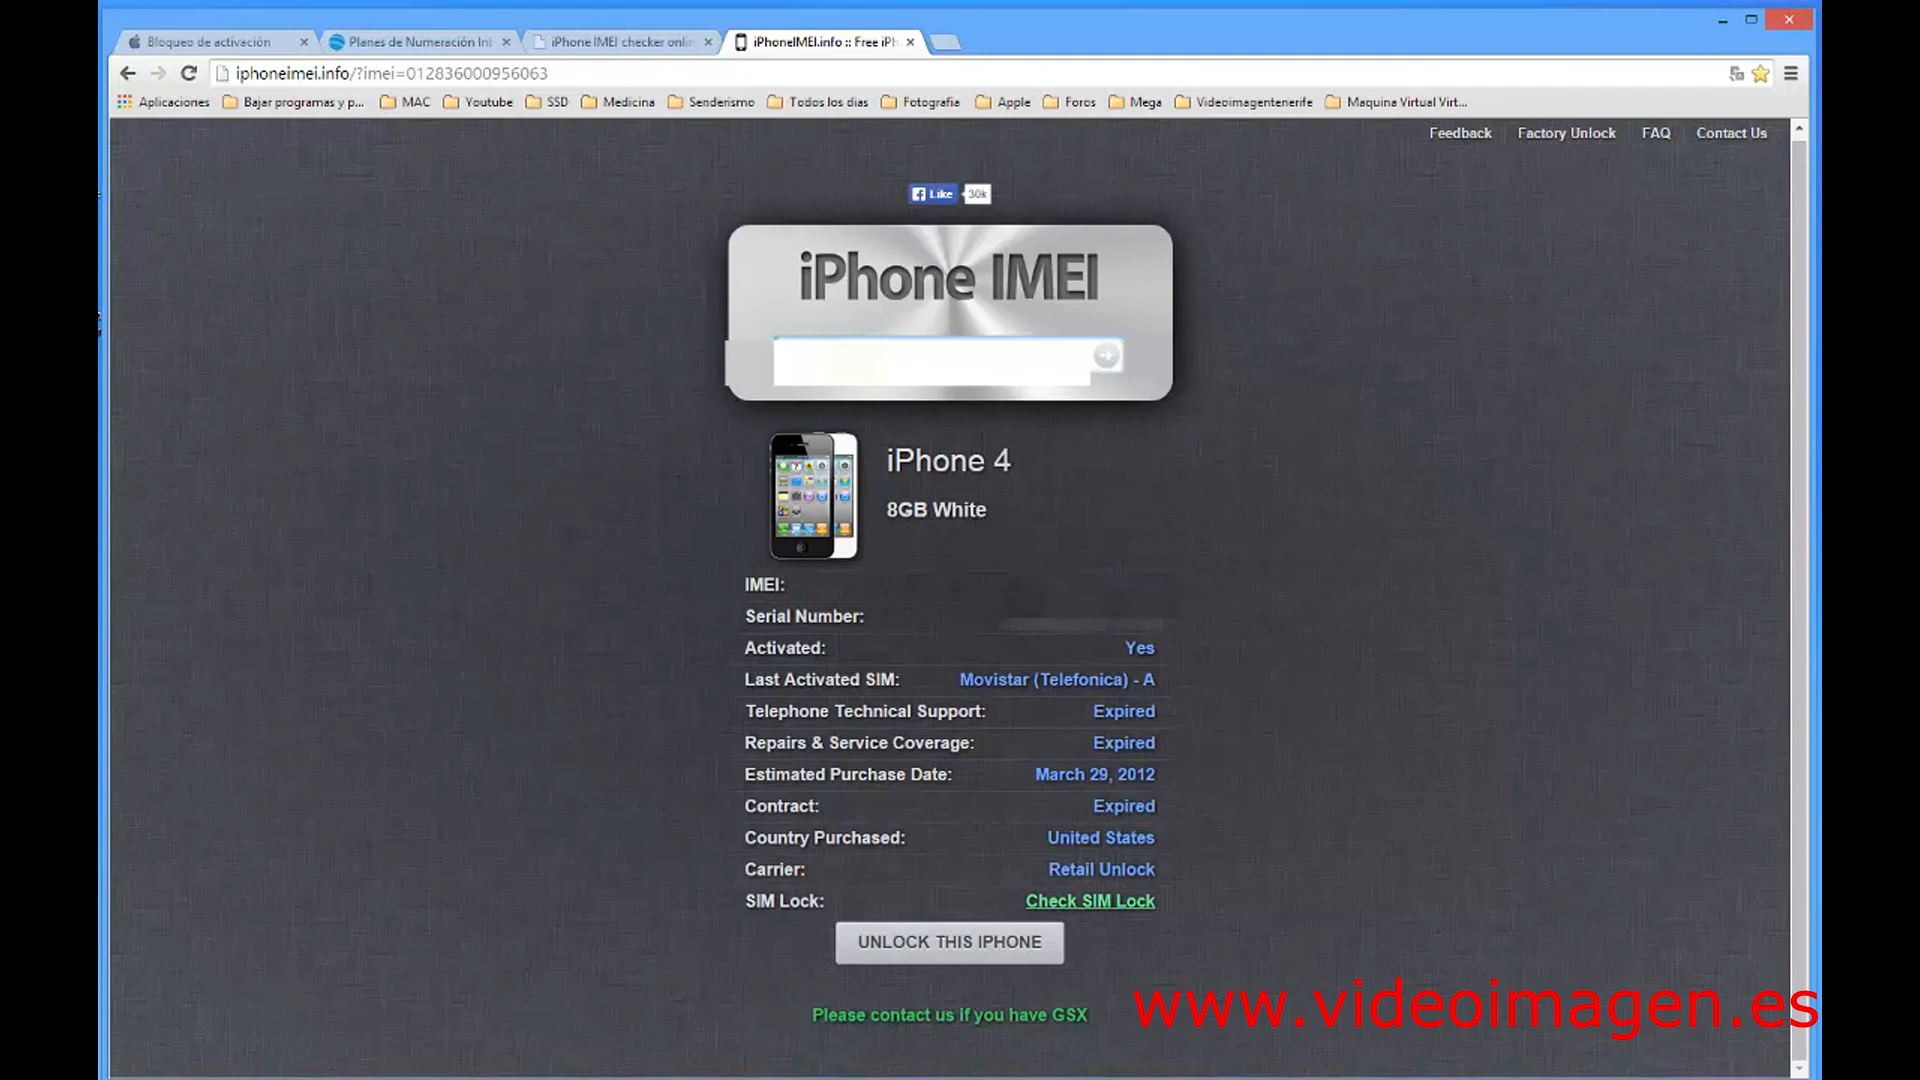 Bloqueo de activación
Planes de Numeración Int
iPhone IMEI checker onlin
iPhoneIMEI.info :: Free iPh
iphoneimei.info/?imei=012836000956063
Aplicaciones Bajar programas y p... MAC Youtube SSD Medicina Senderismo Todos los dias Fotografia Apple Foros Mega Videoimagentenerife Maquina Virtual Virt...
Feedback Factory Unlock FAQ Contact Us
Like 30k
iPhone IMEI
iPhone 4
8GB White
IMEI:
Serial Number:
Activated: Yes
Last Activated SIM: Movistar (Telefonica) - A
Telephone Technical Support: Expired
Repairs & Service Coverage: Expired
Estimated Purchase Date: March 29, 2012
Contract: Expired
Country Purchased: United States
Carrier: Retail Unlock
SIM Lock: Check SIM Lock
UNLOCK THIS IPHONE
Please contact us if you have GSX
www.videoimagen.es